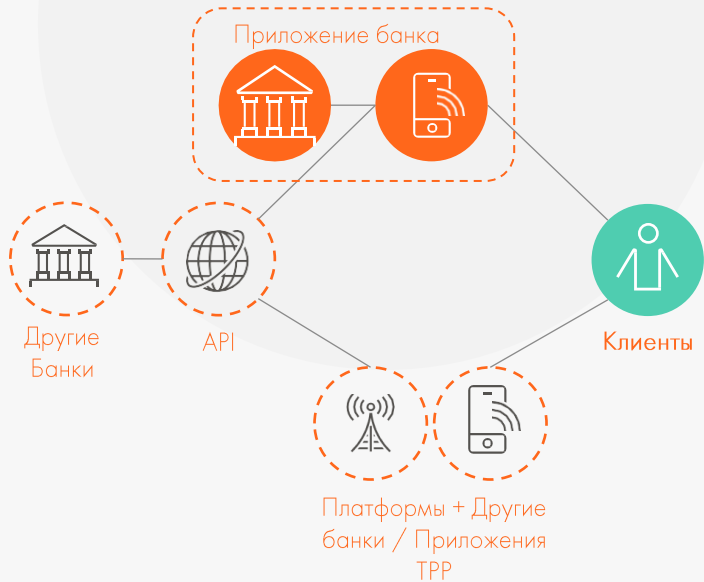 Приложение банка
Другие
Банки
API
Клиенты
Платформы + Другие
банки / Приложения
TPP